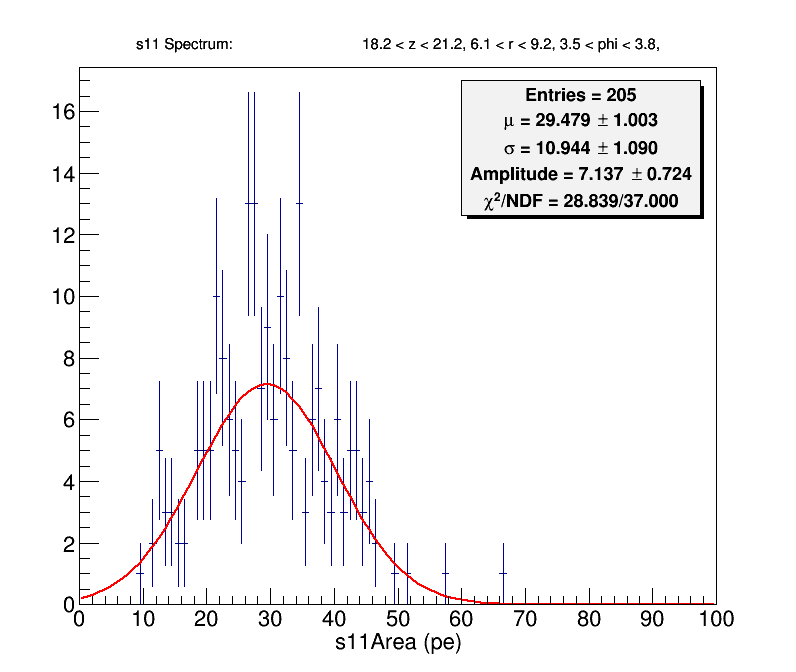 s11 Spectrum: 18.2 < z < 21.2, 6.1 < r < 9.2, 3.5 < phi < 3.8,
Entries = 205
μ = 29.479 ± 1.003
σ = 10.944 ± 1.090
Amplitude = 7.137 ± 0.724
χ²/NDF = 28.839/37.000
16
14
12
10
8
6
4
2
0
0 10 20 30 40 50 60 70 80 90 100
s11Area (pe)